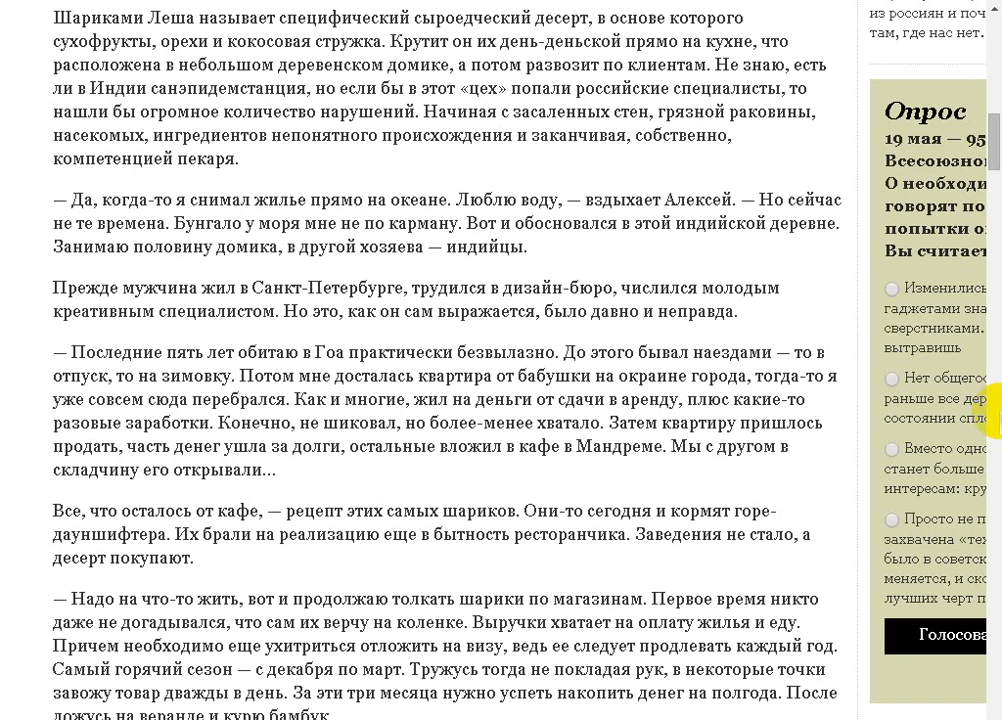 Шариками Леша называет специфический сыроедческий десерт, в основе которого
сухофрукты, орехи и кокосовая стружка. Крутит он их день-деньской прямо на кухне, что
расположена в небольшом деревенском домике, а потом развозит по клиентам. Не знаю, есть
ли в Индии санэпидемстанция, но если бы в этот «цех» попали российские специалисты, то
нашли бы огромное количество нарушений. Начиная с засаленных стен, грязной раковины,
насекомых, ингредиентов непонятного происхождения и заканчивая, собственно,
компетенцией пекаря.
— Да, когда-то я снимал жилье прямо на океане. Люблю воду, — вздыхает Алексей. — Но сейчас
не те времена. Бунгало у моря мне не по карману. Вот и обосновался в этой индийской деревне.
Занимаю половину домика, в другой хозяева — индийцы.
Прежде мужчина жил в Санкт-Петербурге, трудился в дизайн-бюро, числился молодым
креативным специалистом. Но это, как он сам выражается, было давно и неправда.
— Последние пять лет обитаю в Гоа практически безвылазно. До этого бывал наездами — то в
отпуск, то на зимовку. Потом мне досталась квартира от бабушки на окраине города, тогда-то я
уже совсем сюда перебрался. Как и многие, жил на деньги от сдачи в аренду, плюс какие-то
разовые заработки. Конечно, не шиковал, но более-менее хватало. Затем квартиру пришлось
продать, часть денег ушла за долги, остальные вложил в кафе в Мандреме. Мы с другом в
складчину его открывали...
Все, что осталось от кафе, — рецепт этих самых шариков. Они-то сегодня и кормят горе-
дауншифтера. Их брали на реализацию еще в бытность ресторанчика. Заведения не стало, а
десерт покупают.
— Надо на что-то жить, вот и продолжаю толкать шарики по магазинам. Первое время никто
даже не догадывался, что сам их верчу на коленке. Выручки хватает на оплату жилья и еду.
Причем необходимо еще ухитриться отложить на визу, ведь ее следует продлевать каждый год.
Самый горячий сезон — с декабря по март. Тружусь тогда не покладая рук, в некоторые точки
завожу товар дважды в день. За эти три месяца нужно успеть накопить денег на полгода. После
ложусь на веранде и курю бамбук.
из россиян и поч
там, где нас нет.
Опрос
19 мая — 95
Всесоюзно
О необходи
говорят по
попытки о
Вы считает
Изменились
гаджетами зна
сверстниками.
вытравишь
Нет общего
раньше все дер
состоянии спл
Вместо одно
станет больше
интересам: кру
Просто не п
захвачена «тех
было в советск
меняется, и ско
лучших черт п
Голосова